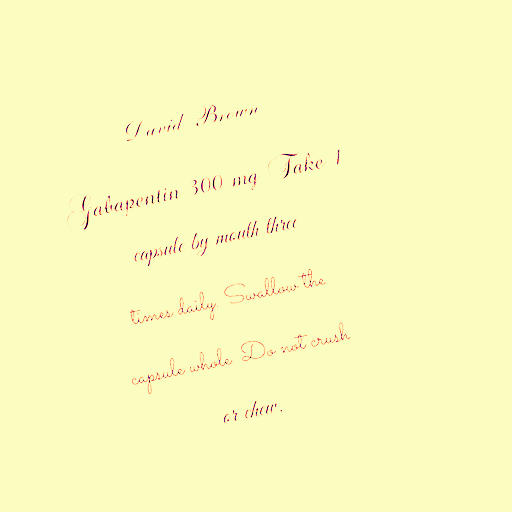 David Brown
Gabapentin 300 mg Take 1
capsule by mouth three
times daily. Swallow the
capsule whole. Do not crush
or chew.